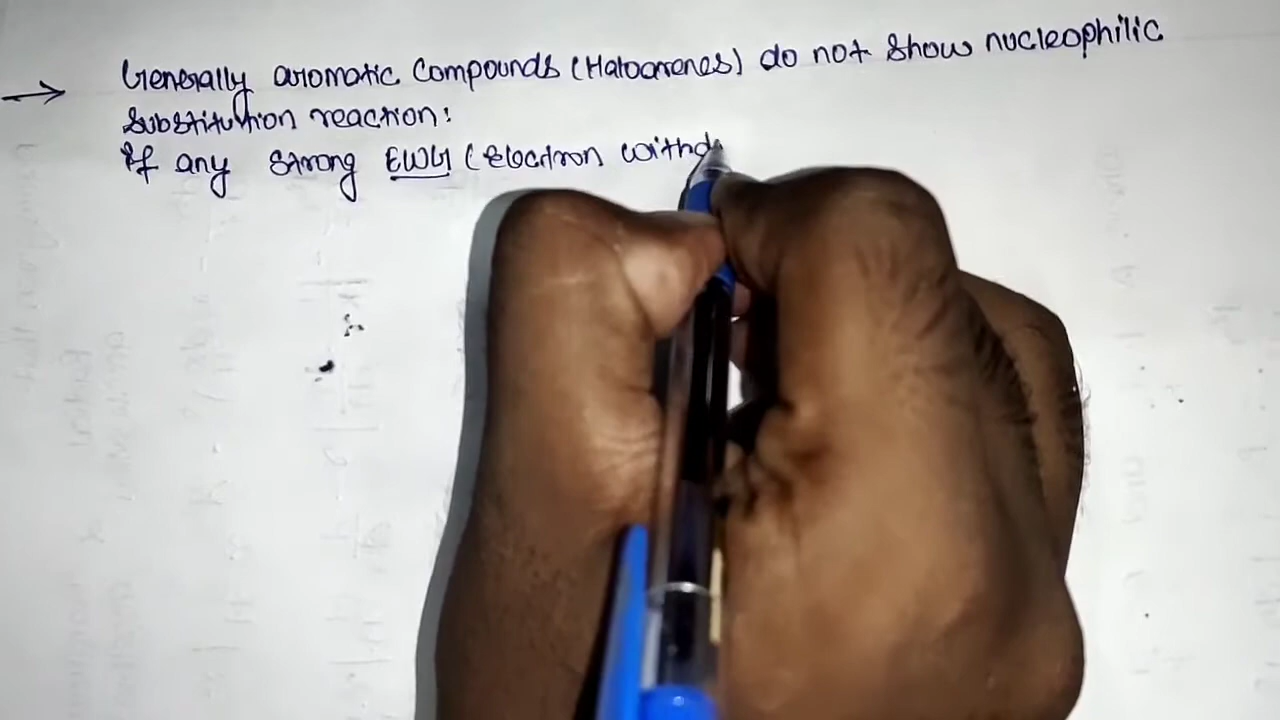 → Generally aromatic compounds (Haloarenes) do not show nucleophilic
substitution reaction:
If any strong EWG (Electron withd